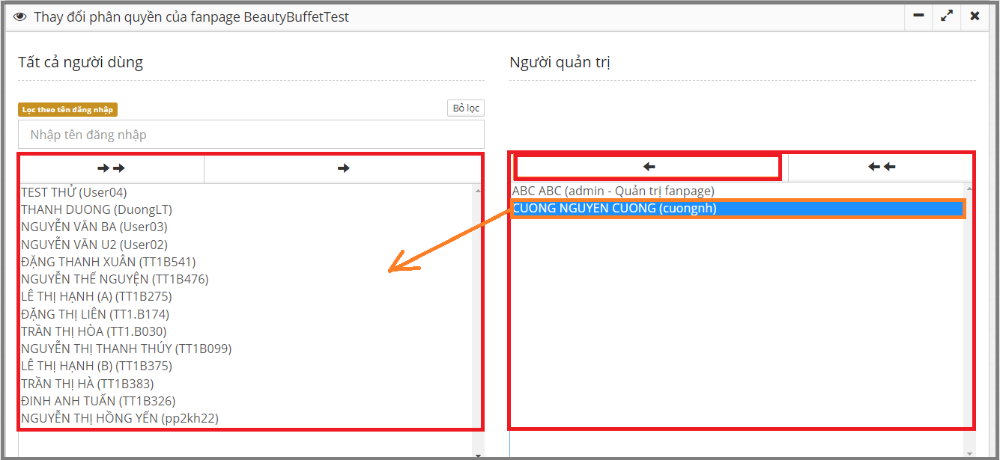 Thay đổi phân quyền của fanpage BeautyBuffetTest
Tất cả người dùng
Lọc theo tên đăng nhập
Bỏ lọc
Nhập tên đăng nhập
TEST THỬ (User04)
THANH DUONG (DuongLT)
NGUYỄN VĂN BA (User03)
NGUYỄN VĂN U2 (User02)
ĐẶNG THANH XUÂN (TT1B541)
NGUYỄN THẾ NGUYỆN (TT1B476)
LÊ THỊ HẠNH (A) (TT1B275)
ĐẶNG THỊ LIÊN (TT1.B174)
TRẦN THỊ HÒA (TT1.B030)
NGUYỄN THỊ THANH THÚY (TT1B099)
LÊ THỊ HẠNH (B) (TT1B375)
TRẦN THỊ HÀ (TT1B383)
ĐINH ANH TUẤN (TT1B326)
NGUYỄN THỊ HỒNG YẾN (pp2kh22)
Người quản trị
ABC ABC (admin - Quản trị fanpage)
CUONG NGUYEN CUONG (cuongnh)